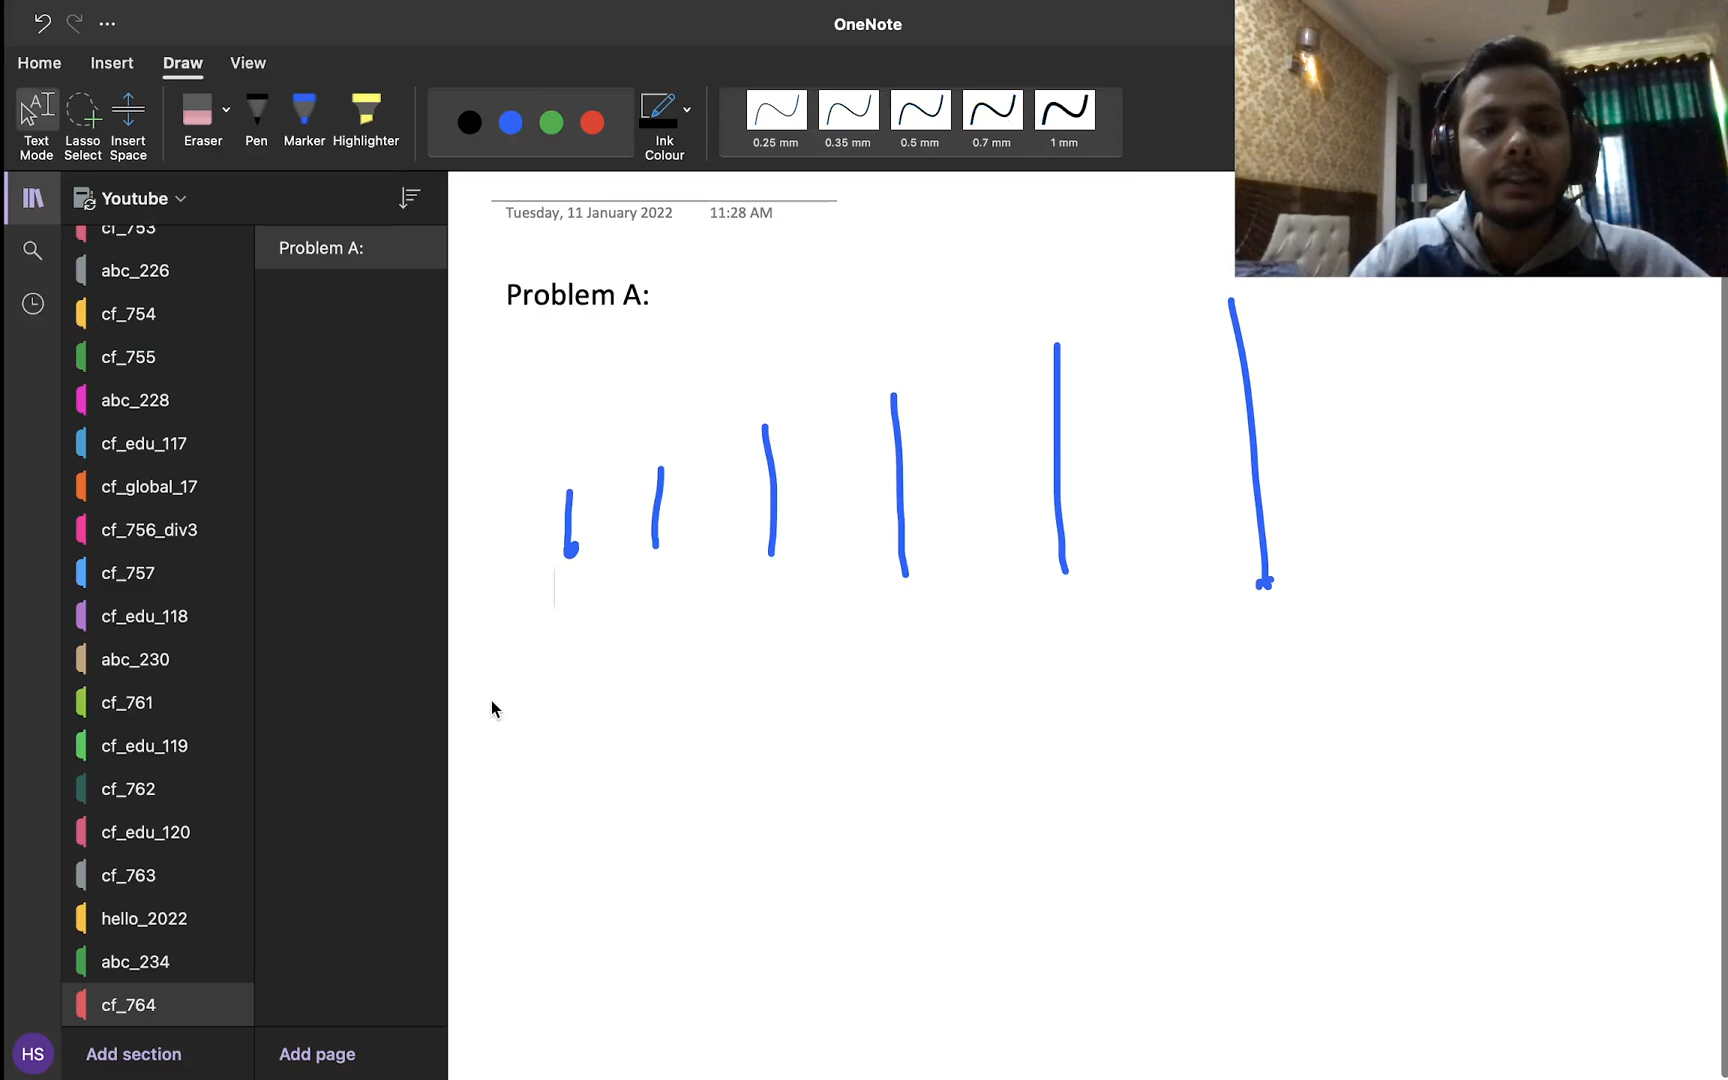 OneNote
Home Insert Draw View
Text Mode
Lasso Select
Insert Space
Eraser
Pen
Marker
Highlighter
Ink Colour
0.25 mm
0.35 mm
0.5 mm
0.7 mm
1 mm
Youtube
cf_753
abc_226
cf_754
cf_755
abc_228
cf_edu_117
cf_global_17
cf_756_div3
cf_757
cf_edu_118
abc_230
cf_761
cf_edu_119
cf_762
cf_edu_120
cf_763
hello_2022
abc_234
cf_764
HS
Add section
Problem A:
Add page
Tuesday, 11 January 2022 11:28 AM
Problem A: